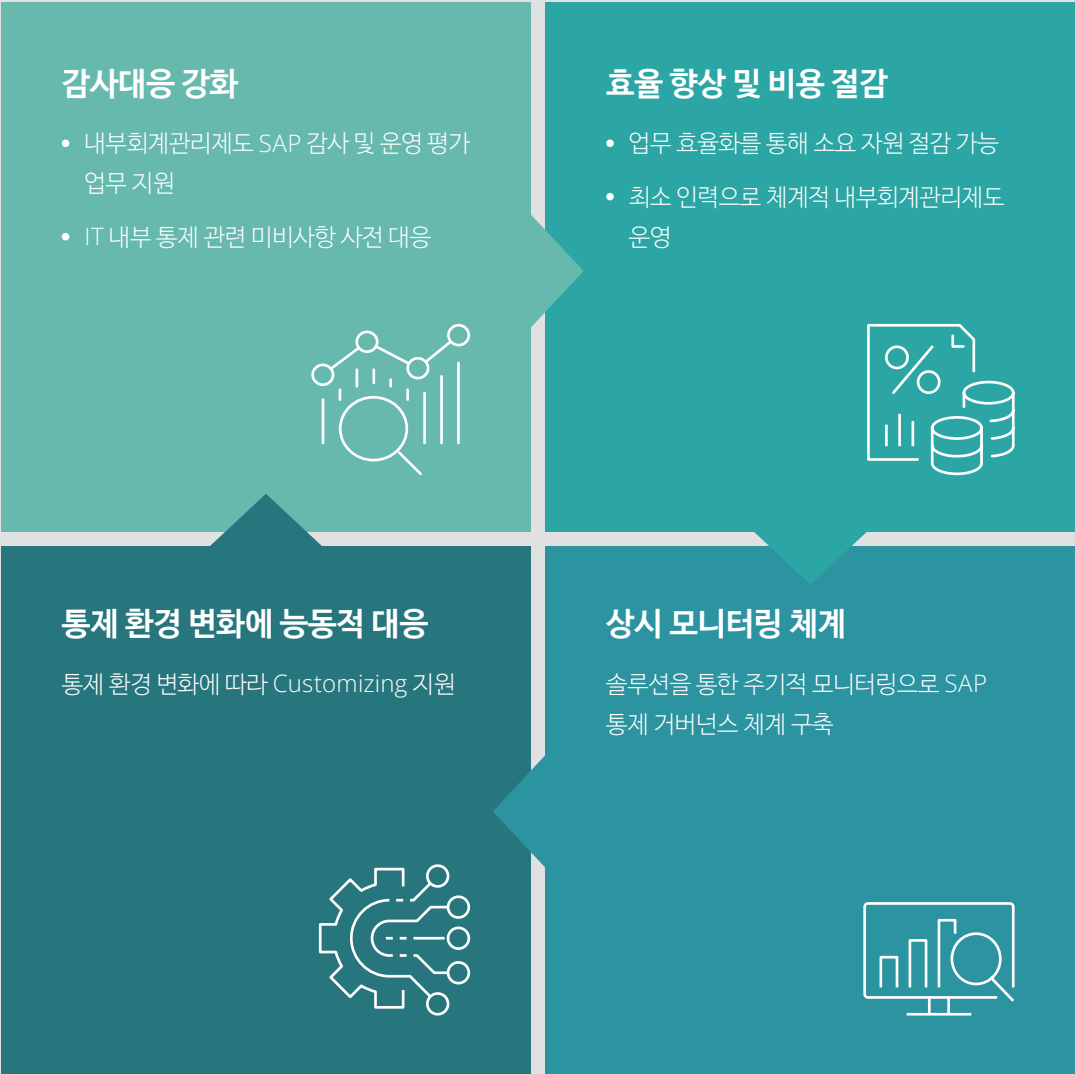 감사대응 강화
• 내부회계관리제도 SAP 감사 및 운영 평가
업무 지원
• IT 내부 통제 관련 미비사항 사전 대응
효율 향상 및 비용 절감
• 업무 효율화를 통해 소요 자원 절감 가능
• 최소 인력으로 체계적 내부회계관리제도
운영
통제 환경 변화에 능동적 대응
통제 환경 변화에 따라 Customizing 지원
상시 모니터링 체계
솔루션을 통한 주기적 모니터링으로 SAP
통제 거버넌스 체계 구축